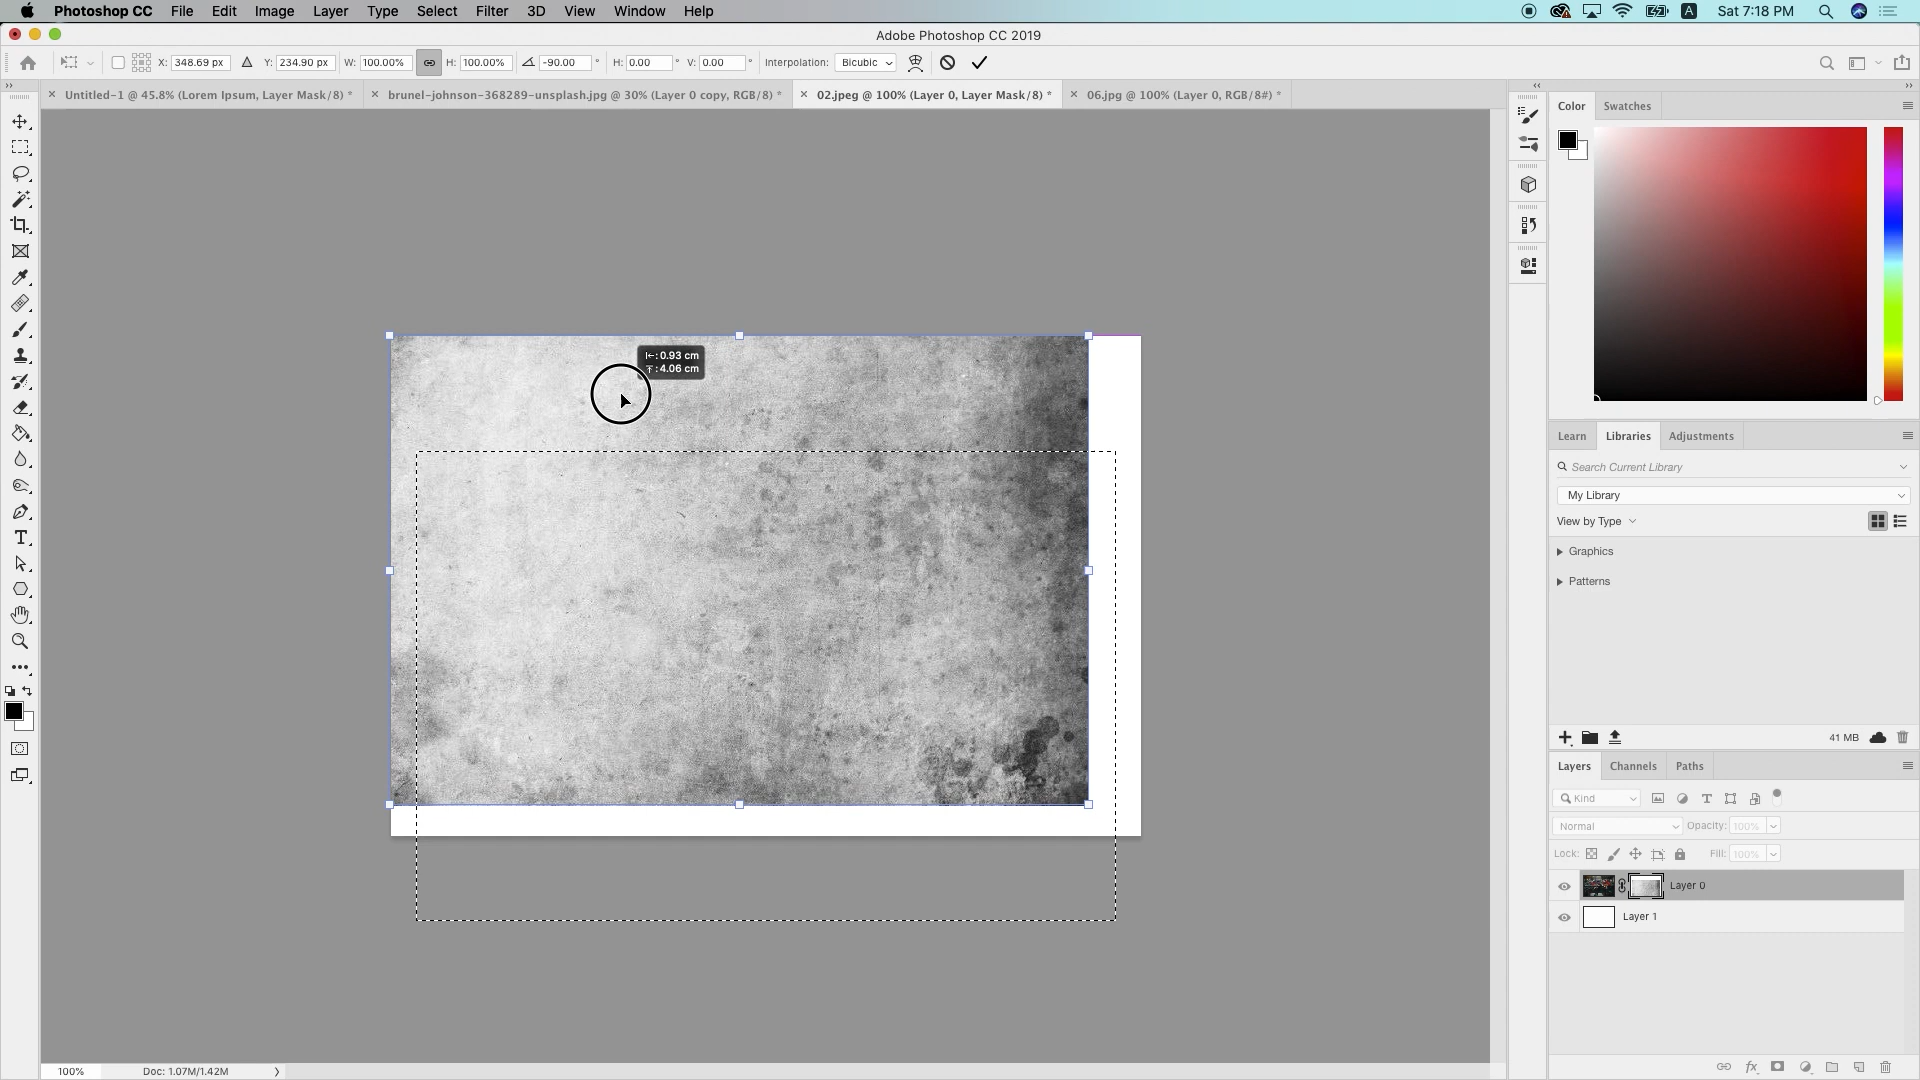 Photoshop CC File Edit Image Layer Type Select Filter 3D View Window Help A Sat 7:18 PM
Adobe Photoshop CC 2019
X: 348.69 px Y: 234.90 px W: 100.00% H: 100.00% -90.00 ° H: 0.00 ° V: 0.00 ° Interpolation: Bicubic
Untitled-1 @ 45.8% (Lorem Ipsum, Layer Mask/8) * brunel-johnson-368289-unsplash.jpg @ 30% (Layer 0 copy, RGB/8) * 02.jpeg @ 100% (Layer 0, Layer Mask/8) * 06.jpg @ 100% (Layer 0, RGB/8#) *
Color Swatches
: 0.93 cm
: 4.06 cm
Learn Libraries Adjustments
Search Current Library
My Library
View by Type
Graphics
Patterns
41 MB
Layers Channels Paths
Kind
Normal Opacity: 100%
Lock: Fill: 100%
Layer 0
Layer 1
100% Doc: 1.07M/1.42M